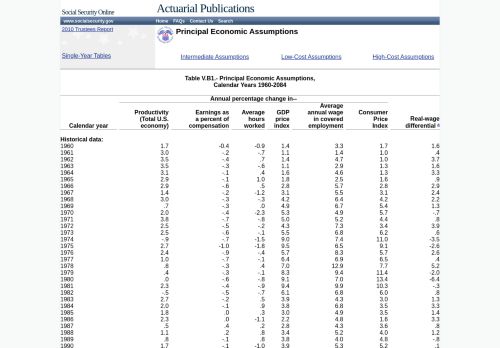 Social Security Online
Actuarial Publications
www.socialsecurity.gov Home FAQs Contact Us Search
2010 Trustees Report
Principal Economic Assumptions
Single-Year Tables
Intermediate Assumptions Low-Cost Assumptions High-Cost Assumptions
Table V.B1.- Principal Economic Assumptions,
Calendar Years 1960-2084
Annual percentage change in--
Calendar year Productivity (Total U.S. economy) Earnings as a percent of compensation Average hours worked GDP price index Average annual wage in covered employment Consumer Price Index Real-wage differential
Historical data:
1960 1.7 -0.4 -0.9 1.4 3.3 1.7 1.6
1961 3.0 -.2 -.7 1.1 1.4 1.0 .4
1962 3.5 -.4 .7 1.4 4.7 1.0 3.7
1963 3.5 -.3 -.6 1.1 2.9 1.3 1.6
1964 3.1 -.1 .4 1.6 4.6 1.3 3.3
1965 2.9 -.1 1.0 1.8 2.5 1.6 .9
1966 2.9 -.6 .5 2.8 5.7 2.8 2.9
1967 1.4 -.2 -1.2 3.1 5.5 3.1 2.4
1968 3.0 -.3 -.3 4.2 6.4 4.2 2.2
1969 .7 -.3 .0 4.9 6.7 5.4 1.3
1970 2.0 -.4 -2.3 5.3 4.9 5.7 -.7
1971 3.8 -.7 -.8 5.0 5.2 4.4 .8
1972 2.5 -.5 -.2 4.3 7.3 3.4 3.9
1973 2.5 -.6 -.1 5.5 6.8 6.2 .6
1974 -.9 -.7 -1.5 9.0 7.4 11.0 -3.5
1975 2.7 -1.0 -1.8 9.5 6.5 9.1 -2.6
1976 2.4 -.9 -.4 5.7 8.3 5.7 2.6
1977 1.0 -.7 -.1 6.4 6.9 6.5 .4
1978 .8 -.3 .4 7.0 12.9 7.7 5.2
1979 .4 -.3 -.1 8.3 9.4 11.4 -2.0
1980 .0 -.6 -.8 9.1 7.0 13.4 -6.4
1981 2.3 -.4 -.9 9.4 9.9 10.3 -.3
1982 -.5 .5 -.7 6.1 6.8 6.0 .8
1983 2.7 -.2 .5 3.9 4.3 3.0 1.3
1984 2.0 -.1 .9 3.8 6.8 3.5 3.3
1985 1.8 .0 .3 3.0 4.9 3.5 1.4
1986 2.3 .0 -1.1 2.2 4.8 1.6 3.3
1987 .5 .4 .2 2.8 4.3 3.6 .8
1988 1.1 .2 .8 3.4 5.2 4.0 1.2
1989 .8 -.1 .8 3.8 4.0 4.8 -.8
1990 1.7 -.1 -1.0 3.9 5.3 5.2 .1